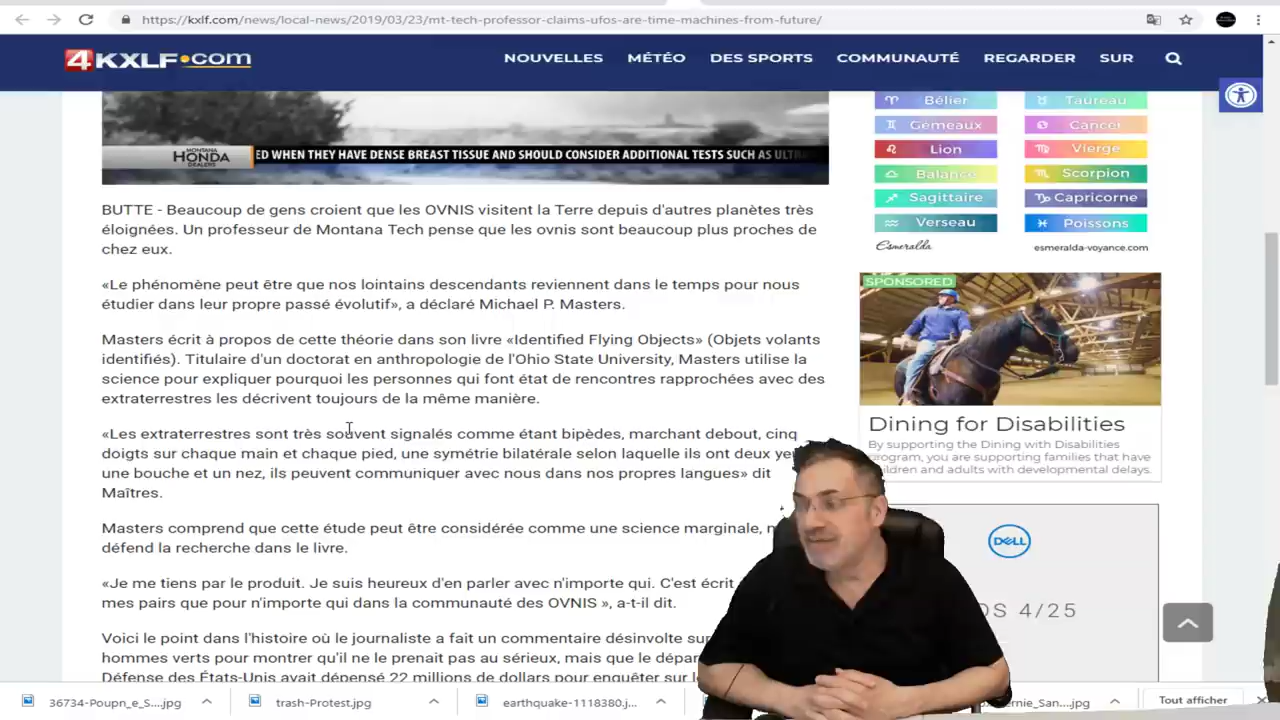 https://kxlf.com/news/local-news/2019/03/23/mt-tech-professor-claims-ufos-are-time-machines-from-future/
4KXLF.com
NOUVELLES MÉTÉO DES SPORTS COMMUNAUTÉ REGARDER SUR
MONTANA HONDA DEALERS
ED WHEN THEY HAVE DENSE BREAST TISSUE AND SHOULD CONSIDER ADDITIONAL TESTS SUCH AS
BUTTE - Beaucoup de gens croient que les OVNIS visitent la Terre depuis d'autres planètes très
éloignées. Un professeur de Montana Tech pense que les ovnis sont beaucoup plus proches de
chez eux.
«Le phénomène peut être que nos lointains descendants reviennent dans le temps pour nous
étudier dans leur propre passé évolutif», a déclaré Michael P. Masters.
Masters écrit à propos de cette théorie dans son livre «Identified Flying Objects» (Objets volants
identifiés). Titulaire d'un doctorat en anthropologie de l'Ohio State University, Masters utilise la
science pour expliquer pourquoi les personnes qui font état de rencontres rapprochées avec des
extraterrestres les décrivent toujours de la même manière.
«Les extraterrestres sont très souvent signalés comme étant bipèdes, marchant debout, cinq
doigts sur chaque main et chaque pied, une symétrie bilatérale selon laquelle ils ont deux
une bouche et un nez, ils peuvent communiquer avec nous dans nos propres langues» dit
Maîtres.
Masters comprend que cette étude peut être considérée comme une science marginale,
défend la recherche dans le livre.
«Je me tiens par le produit. Je suis heureux d'en parler avec n'importe qui. C'est écrit
mes pairs que pour n'importe qui dans la communauté des OVNIS », a-t-il dit.
Voici le point dans l'histoire où le journaliste a fait un commentaire désinvolte sur
hommes verts pour montrer qu'il ne le prenait pas au sérieux, mais que le
Défense des États-Unis avait dépensé 22 millions de dollars pour enquêter sur
Bélier Taureau
Gémeaux Cancer
Lion Vierge
Balance Scorpion
Sagittaire Capricorne
Verseau Poissons
Esmeralda esmeralda-voyance.com
SPONSORED
Dining for Disabilities
By supporting the Dining with Disabilities
program, you are supporting families that have
children and adults with developmental delays.
DELL
4/25
36734-Poupn_e_S....jpg trash-Protest.jpg earthquake-1118380....j... Tout afficher